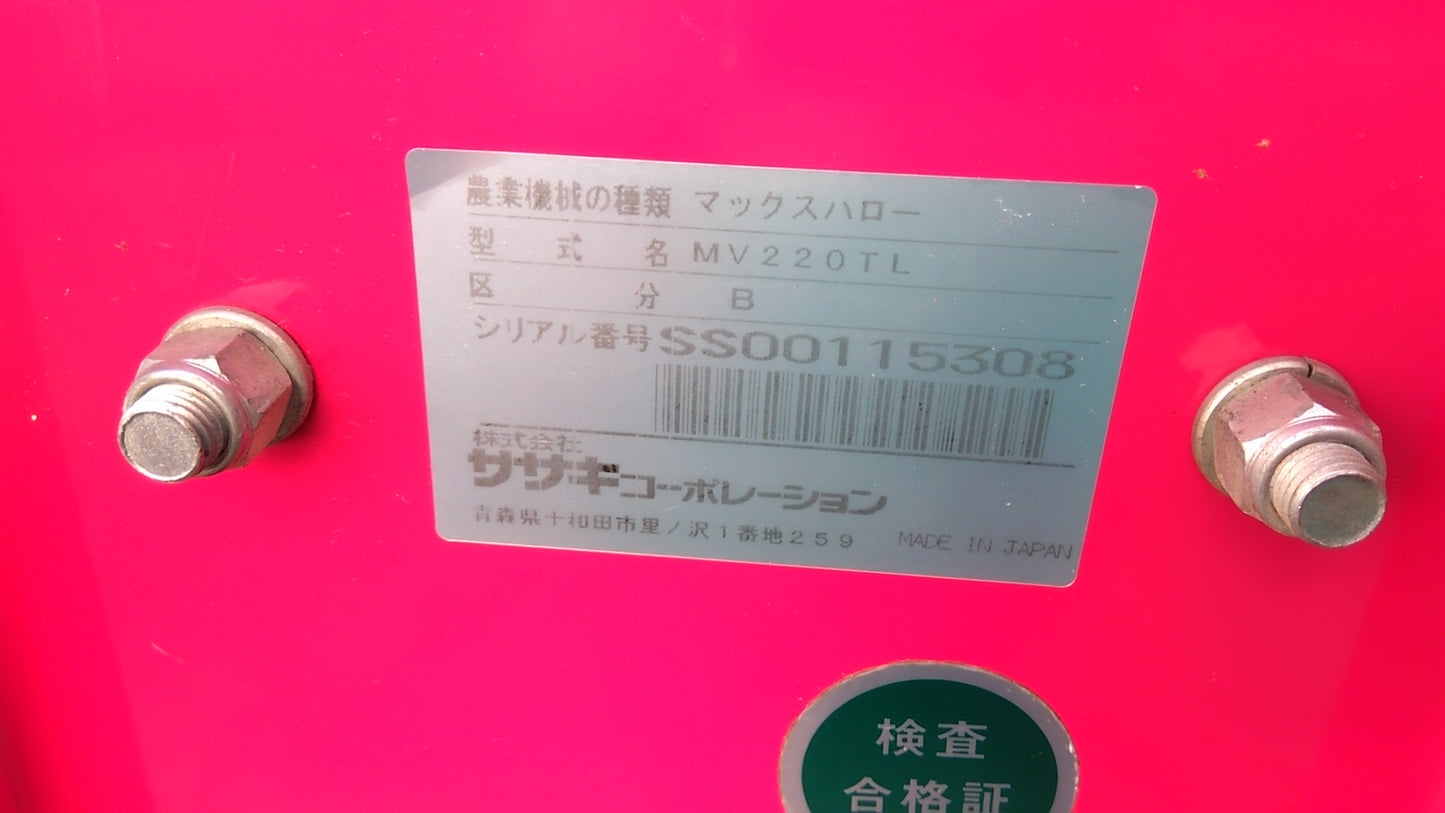 農業機械の種類 マックスハロー
型式名 MV220TL
区分 B
シリアル番号 SS00115308
株式会社
ササキコーポレーション
青森県十和田市里ノ沢1番地259 MADE IN JAPAN
検査
合格証